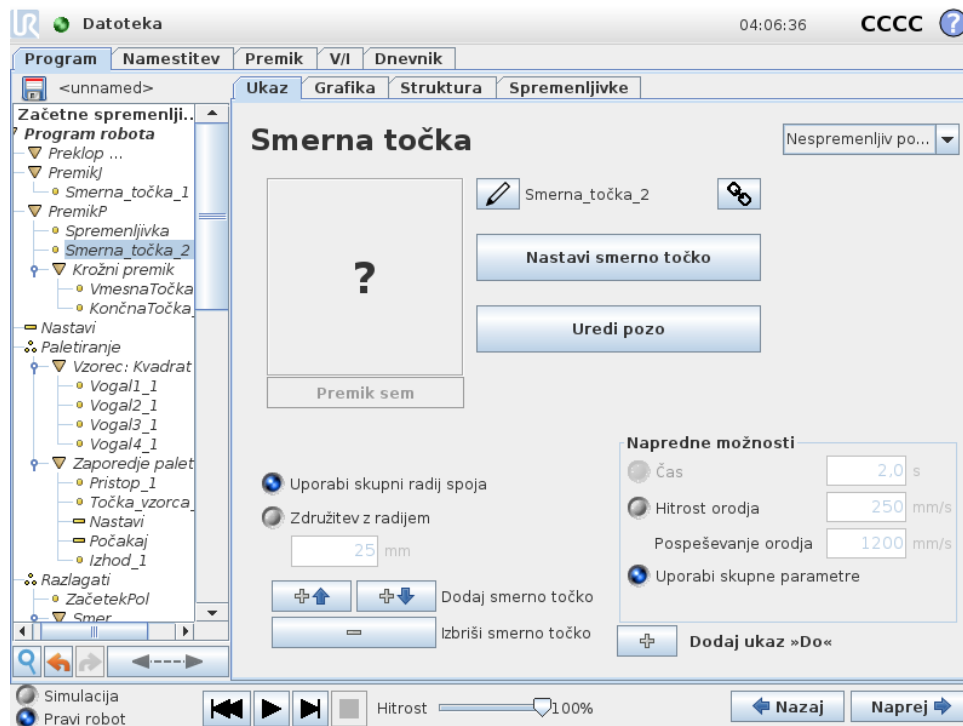 UR Datoteka 04:06:36 CCCC ?
Program Namestitev Premik V/I Dnevnik
<unnamed>
Ukaz Grafika Struktura Spremenljivke
Začetne spremenlji..
Program robota
Preklop ...
PremikJ
Smerna_točka_1
PremikP
Spremenljivka
Smerna_točka_2
Krožni premik
VmesnaTočka
KončnaTočka_
Nastavi
Paletiranje
Vzorec: Kvadrat
Vogal1_1
Vogal2_1
Vogal3_1
Vogal4_1
Zaporedje palet
Pristop_1
Točka_vzorca_
Nastavi
Počakaj
Izhod_1
Razlagati
ZačetekPol
Smer
Smerna točka
Nespremenljiv po...
?
Smerna_točka_2
Nastavi smerno točko
Uredi pozo
Premik sem
Uporabi skupni radij spoja
Združitev z radijem
25 mm
Dodaj smerno točko
Izbriši smerno točko
Napredne možnosti
Čas 2,0 s
Hitrost orodja 250 mm/s
Pospeševanje orodja 1200 mm/s
Uporabi skupne parametre
Dodaj ukaz »Do«
Simulacija
Pravi robot
Hitrost 100%
Nazaj Naprej